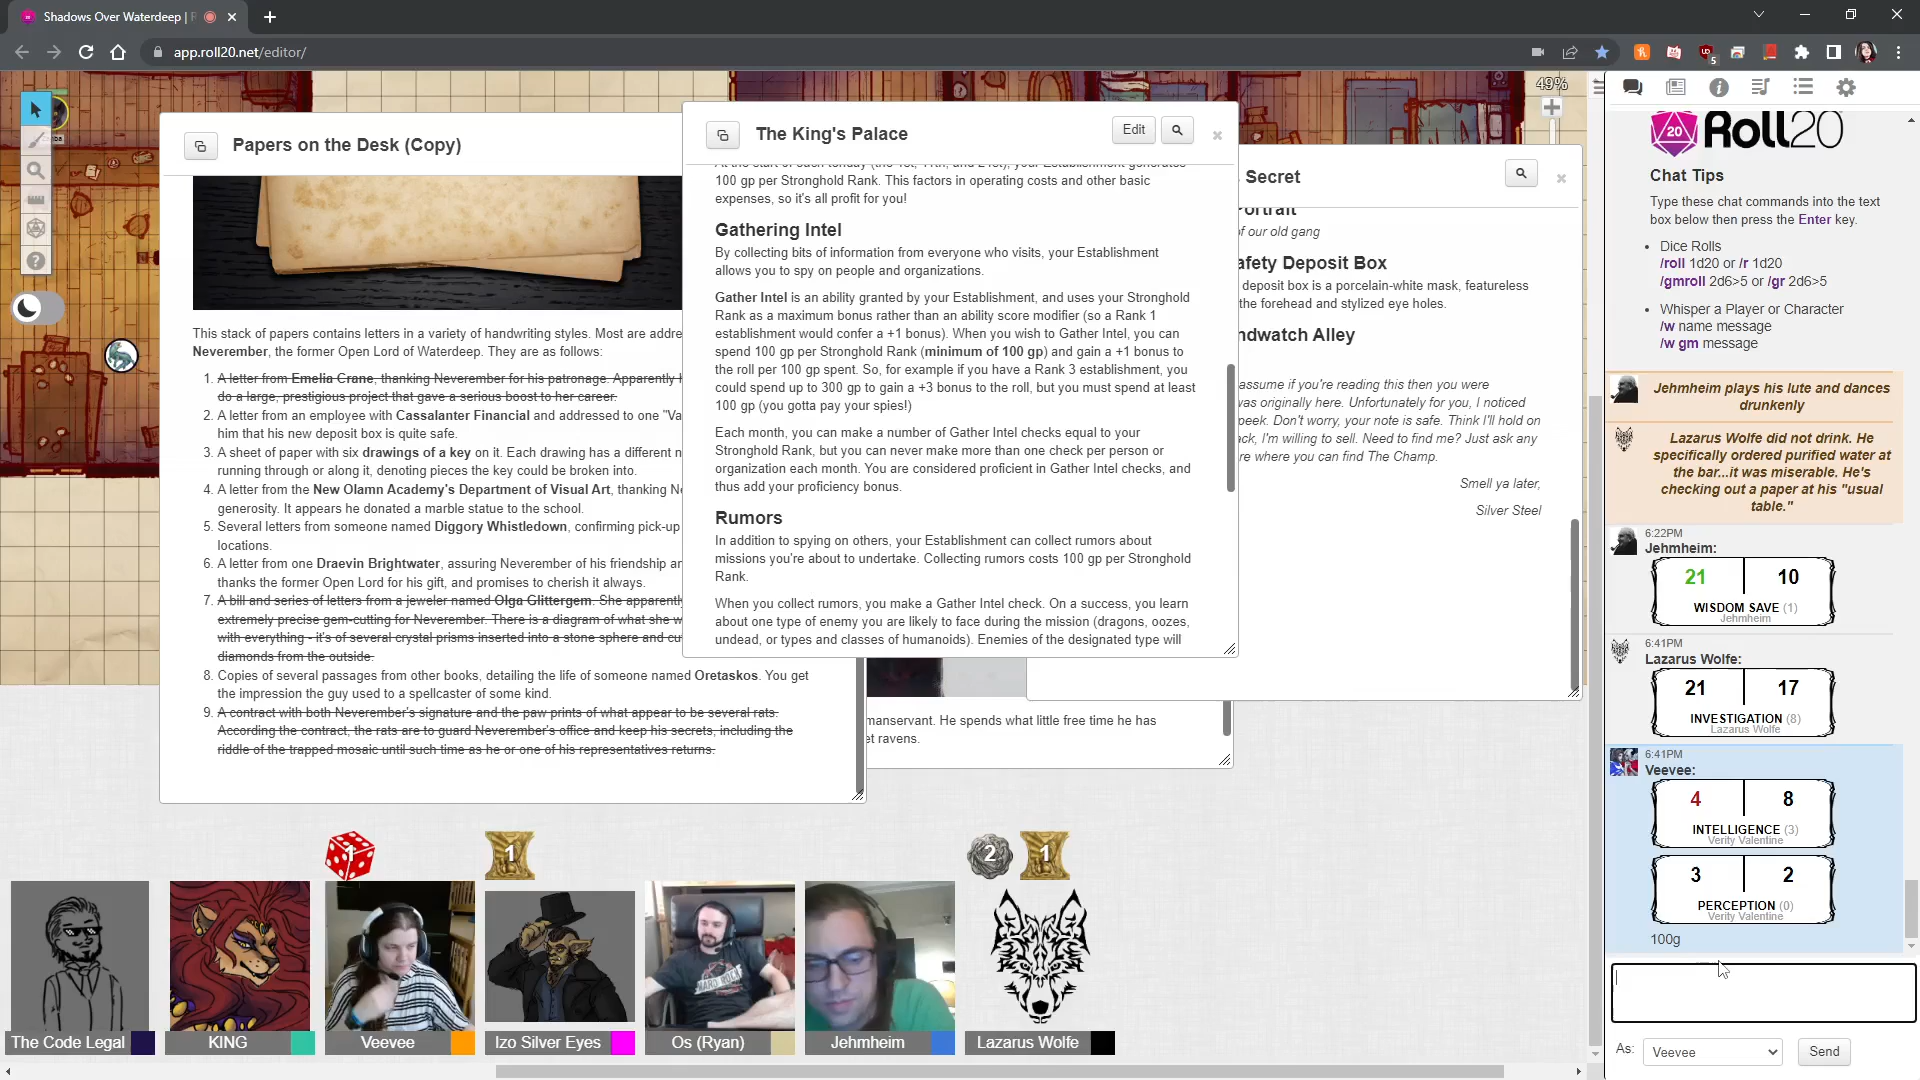 Shadows Over Waterdeep |
app.roll20.net/editor/
5
49%
Papers on the Desk (Copy)
This stack of papers contains letters in a variety of handwriting styles. Most are addre
Neverember, the former Open Lord of Waterdeep. They are as follows:
1. A letter from Emelia Crane, thanking Neverember for his patronage. Apparently h
do a large, prestigious project that gave a serious boost to her career.
2. A letter from an employee with Cassalanter Financial and addressed to one "Va
him that his new deposit box is quite safe.
3. A sheet of paper with six drawings of a key on it. Each drawing has a different n
running through or along it, denoting pieces the key could be broken into.
4. A letter from the New Olamn Academy's Department of Visual Art, thanking Ne
generosity. It appears he donated a marble statue to the school.
5. Several letters from someone named Diggory Whistledown, confirming pick-up
locations.
6. A letter from one Draevin Brightwater, assuring Neverember of his friendship ar
thanks the former Open Lord for his gift, and promises to cherish it always.
7. A bill and series of letters from a jeweler named Olga Glittergem. She apparently
extremely precise gem-cutting for Neverember. There is a diagram of what she w
with everything - it's of several crystal prisms inserted into a stone sphere and cu
diamonds from the outside.
8. Copies of several passages from other books, detailing the life of someone named Oretaskos. You get
the impression the guy used to a spellcaster of some kind.
9. A contract with both Neverember's signature and the paw prints of what appear to be several rats.
According the contract, the rats are to guard Neverember's office and keep his secrets, including the
riddle of the trapped mosaic until such time as he or one of his representatives returns.
The King's Palace
Edit
100 gp per Stronghold Rank. This factors in operating costs and other basic
expenses, so it's all profit for you!
Gathering Intel
By collecting bits of information from everyone who visits, your Establishment
allows you to spy on people and organizations.
Gather Intel is an ability granted by your Establishment, and uses your Stronghold
Rank as a maximum bonus rather than an ability score modifier (so a Rank 1
establishment would confer a +1 bonus). When you wish to Gather Intel, you can
spend 100 gp per Stronghold Rank (minimum of 100 gp) and gain a +1 bonus to
the roll per 100 gp spent. So, for example if you have a Rank 3 establishment, you
could spend up to 300 gp to gain a +3 bonus to the roll, but you must spend at least
100 gp (you gotta pay your spies!)
Each month, you can make a number of Gather Intel checks equal to your
Stronghold Rank, but you can never make more than one check per person or
organization each month. You are considered proficient in Gather Intel checks, and
thus add your proficiency bonus.
Rumors
In addition to spying on others, your Establishment can collect rumors about
missions you're about to undertake. Collecting rumors costs 100 gp per Stronghold
Rank.
When you collect rumors, you make a Gather Intel check. On a success, you learn
about one type of enemy you are likely to face during the mission (dragons, oozes,
undead, or types and classes of humanoids). Enemies of the designated type will
manservant. He spends what little free time he has
et ravens.
Secret
ortrait
of our old gang
afety Deposit Box
deposit box is a porcelain-white mask, featureless
the forehead and stylized eye holes.
ndwatch Alley
assume if you're reading this then you were
was originally here. Unfortunately for you, I noticed
peek. Don't worry, your note is safe. Think I'll hold on
ck, I'm willing to sell. Need to find me? Just ask any
re where you can find The Champ.
Smell ya later,
Silver Steel
20 Roll20
Chat Tips
Type these chat commands into the text
box below then press the Enter key.
• Dice Rolls
/roll 1d20 or /r 1d20
/gmroll 2d6>5 or /gr 2d6>5
• Whisper a Player or Character
/w name message
/w gm message
Jehmheim plays his lute and dances
drunkenly
Lazarus Wolfe did not drink. He
specifically ordered purified water at
the bar...it was miserable. He's
checking out a paper at his "usual
table."
6:22PM
Jehmheim:
21 10
WISDOM SAVE (1)
Jehmheim
6:41PM
Lazarus Wolfe:
21 17
INVESTIGATION (8)
Lazarus Wolfe
6:41PM
Veevee:
4 8
INTELLIGENCE (3)
Verity Valentine
3 2
PERCEPTION (0)
Verity Valentine
100g
As: Veevee Send
1 1 2 1
HARD ROCK
The Code Legal
KING
Veevee
Izo Silver Eyes
Os (Ryan)
Jehmheim
Lazarus Wolfe